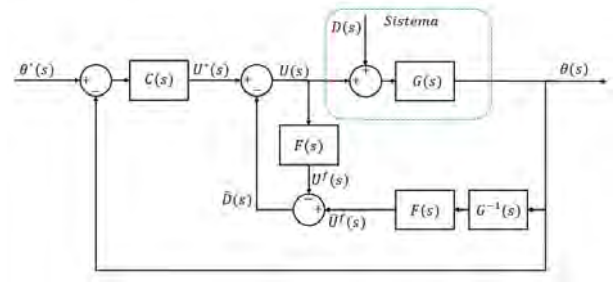 Sistema
D(s)
θ*(s)
C(s)
U*(s)
U(s)
G(s)
θ(s)
F(s)
U^f(s)
D̂(s)
Û^f(s)
F(s)
G⁻¹(s)